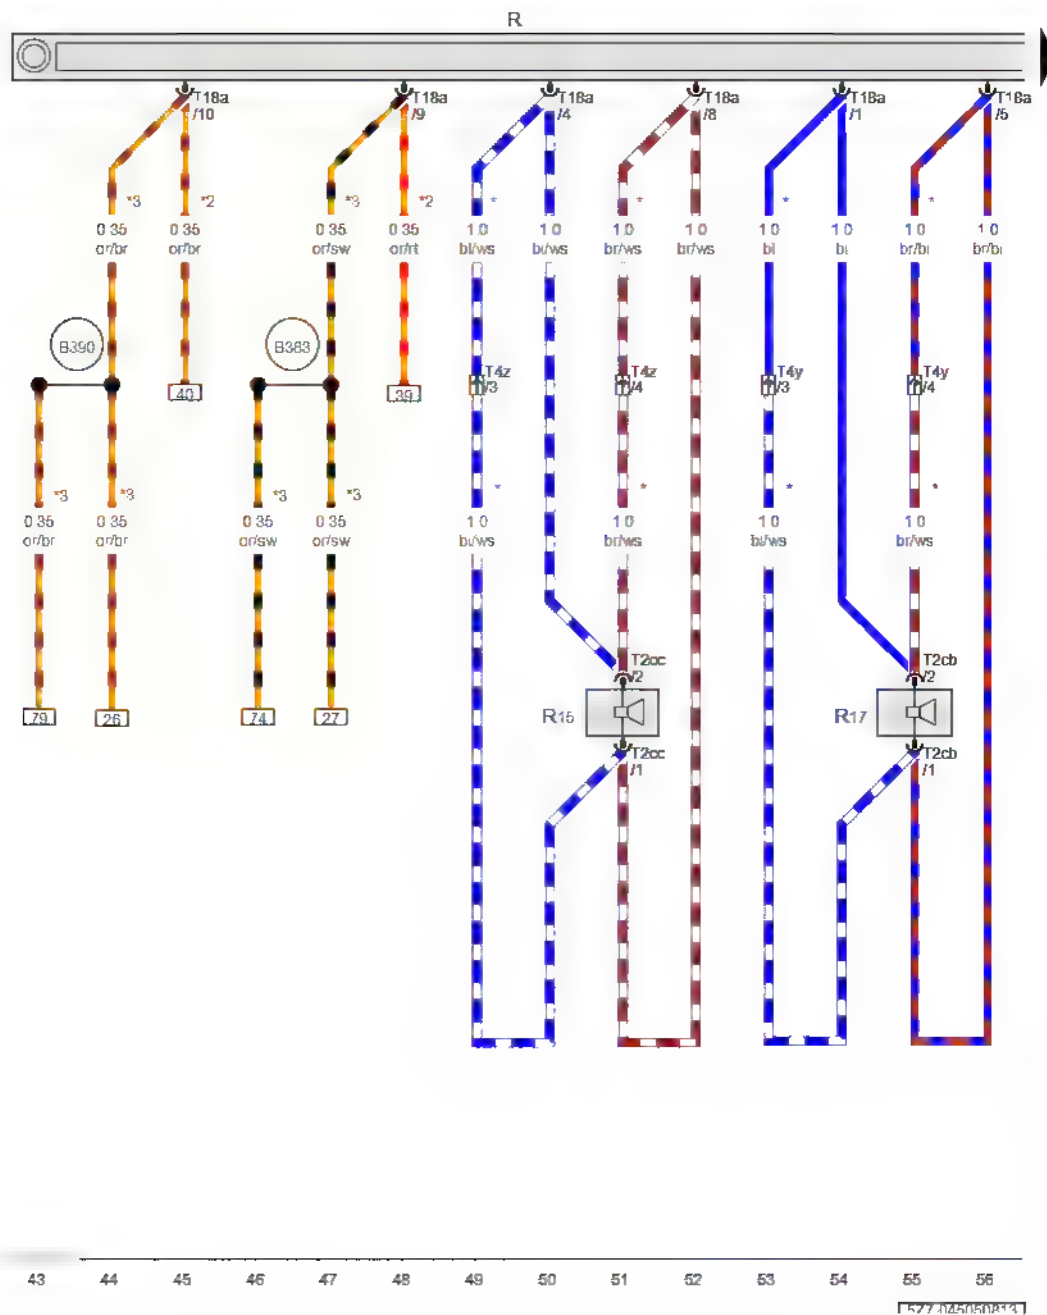 R
T18a T18a T18a T18a T18a T18a
/10 /9 /4 /8 /1 /5
*3 *2 *3 *2 * * * *
0.35 0.35 0.35 0.35 1.0 1.0 1.0 1.0 1.0 1.0 1.0 1.0
or/br or/br or/sw or/rt bl/ws bl/ws br/ws br/ws bl bl br/bl br/bl
B390 B383
T4z T4z T4y T4y
/3 /4 /3 /4
40 39
*3 *3 *3 *3 * * * *
0.35 0.35 0.35 0.35 1.0 1.0 1.0 1.0
or/br or/br or/sw or/sw bl/ws br/ws bl/ws br/ws
T2cc T2cb
/2 /2
79 26 74 27 R15 R17
T2cc T2cb
/1 /1
43 44 45 46 47 48 49 50 51 52 53 54 55 56
577-045050813